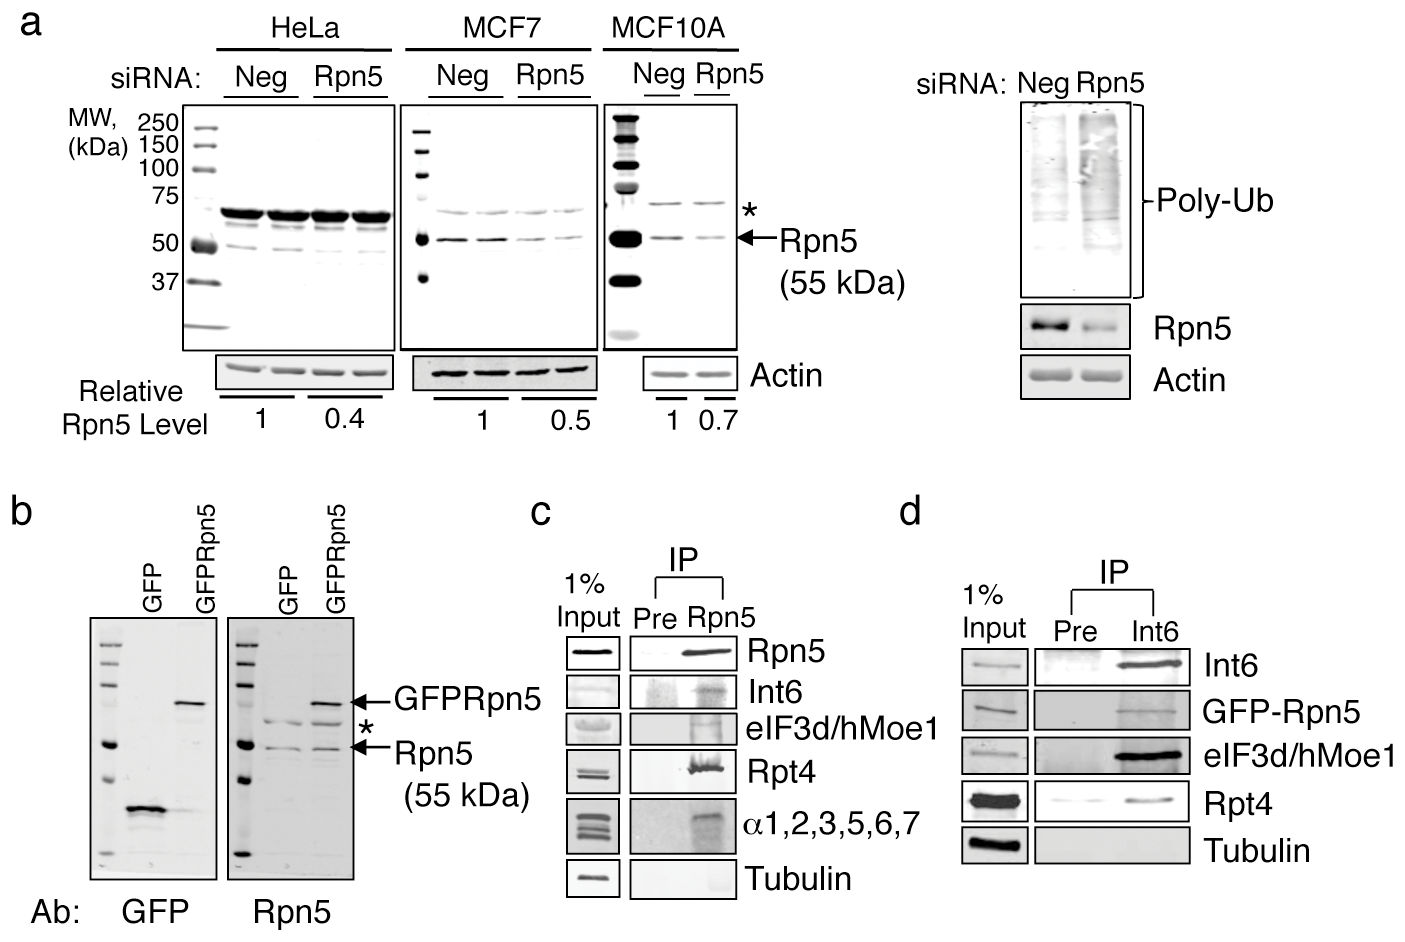 a
HeLa MCF7 MCF10A
siRNA: Neg Rpn5 Neg Rpn5 Neg Rpn5
MW,
(kDa)
250
150
100
75
50
37
*
Rpn5
(55 kDa)
Actin
Relative
Rpn5 Level
1 0.4 1 0.5 1 0.7
siRNA: Neg Rpn5
Poly-Ub
Rpn5
Actin
b
GFP GFPRpn5 GFP GFPRpn5
GFPRpn5
*
Rpn5
(55 kDa)
Ab: GFP Rpn5
c
IP
1%
Input Pre Rpn5
Rpn5
Int6
eIF3d/hMoe1
Rpt4
α1,2,3,5,6,7
Tubulin
d
IP
1%
Input Pre Int6
Int6
GFP-Rpn5
eIF3d/hMoe1
Rpt4
Tubulin